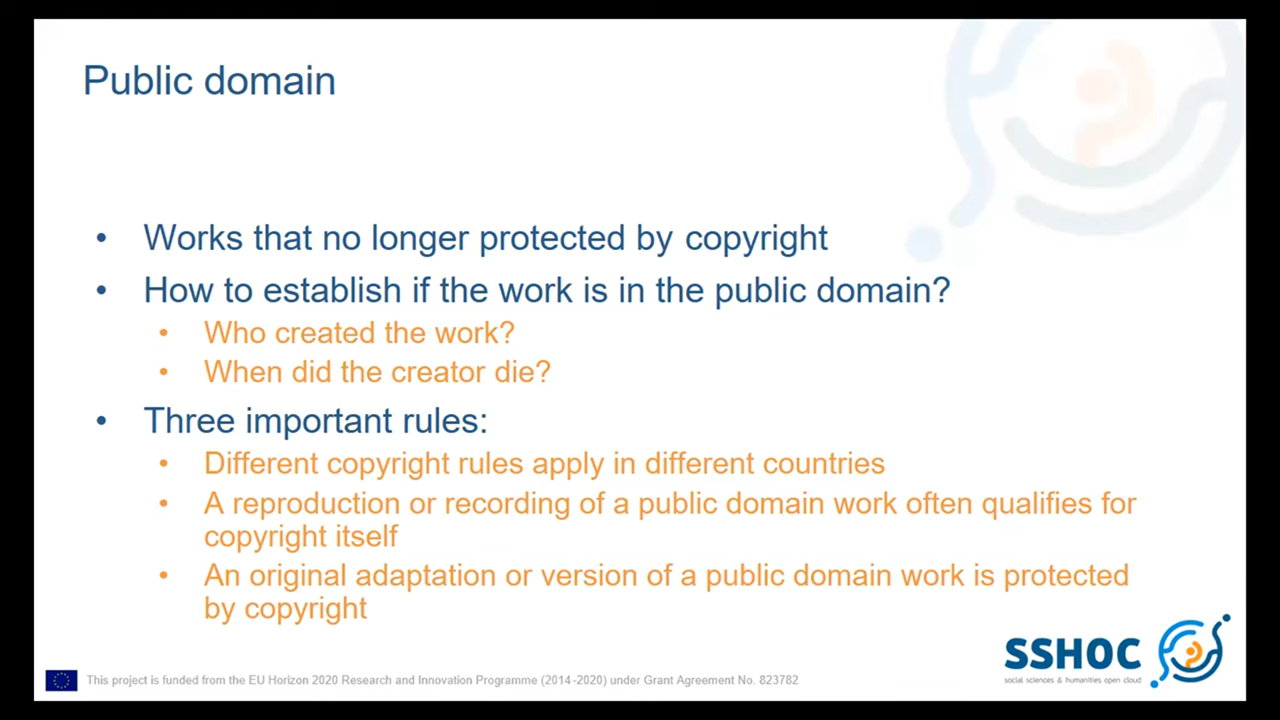 Public domain
• Works that no longer protected by copyright
• How to establish if the work is in the public domain?
• Who created the work?
• When did the creator die?
• Three important rules:
• Different copyright rules apply in different countries
• A reproduction or recording of a public domain work often qualifies for
copyright itself
• An original adaptation or version of a public domain work is protected
by copyright
SSHOC
social sciences & humanities open cloud
This project is funded from the EU Horizon 2020 Research and Innovation Programme (2014-2020) under Grant Agreement No. 823782